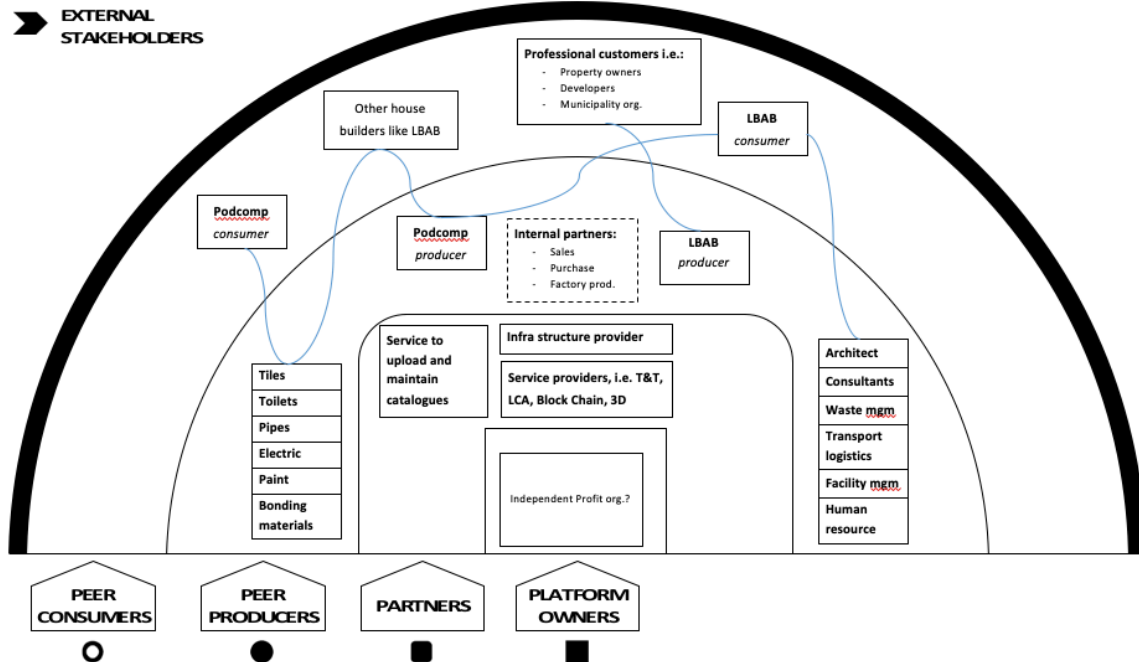 EXTERNAL
STAKEHOLDERS
Professional customers i.e.:
- Property owners
- Developers
- Municipality org.
Other house
builders like LBAB
LBAB
consumer
Podcomp
consumer
Podcomp
producer
Internal partners:
- Sales
- Purchase
- Factory prod.
LBAB
producer
Service to
upload and
maintain
catalogues
Infra structure provider
Service providers, i.e. T&T,
LCA, Block Chain, 3D
Tiles
Toilets
Pipes
Electric
Paint
Bonding
materials
Architect
Consultants
Waste mgm
Transport
logistics
Facility mgm
Human
resource
Independent Profit org.?
PEER
CONSUMERS
PEER
PRODUCERS
PARTNERS
PLATFORM
OWNERS